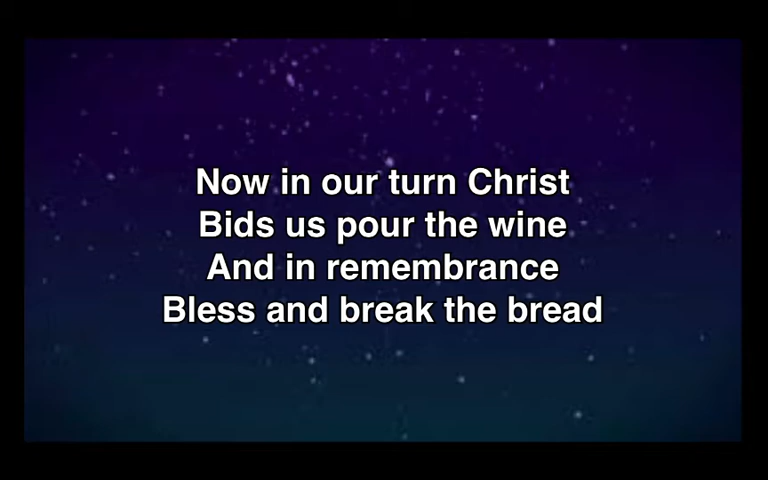 Now in our turn Christ
Bids us pour the wine
And in remembrance
Bless and break the bread